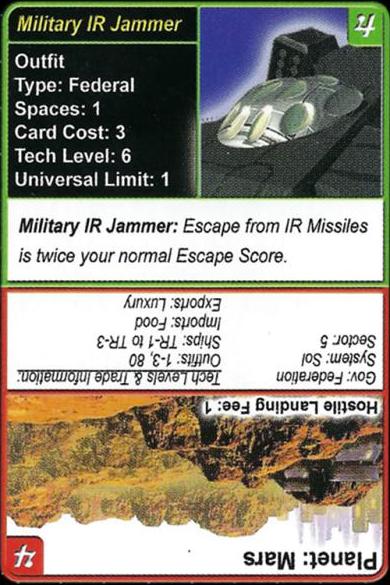 Military IR Jammer
Outfit
Type: Federal
Spaces: 1
Card Cost: 3
Tech Level: 6
Universal Limit: 1
Military IR Jammer: Escape from IR Missiles
is twice your normal Escape Score.
Planet: Mars
Hostile Landing Fee: 1
Gov: Federation
System: Sol
Sector: 5
Tech Levels & Trade Information:
Outfits: 1-3, 80
Ships: TR-1 to TR-3
Imports: Food
Exports: Luxury